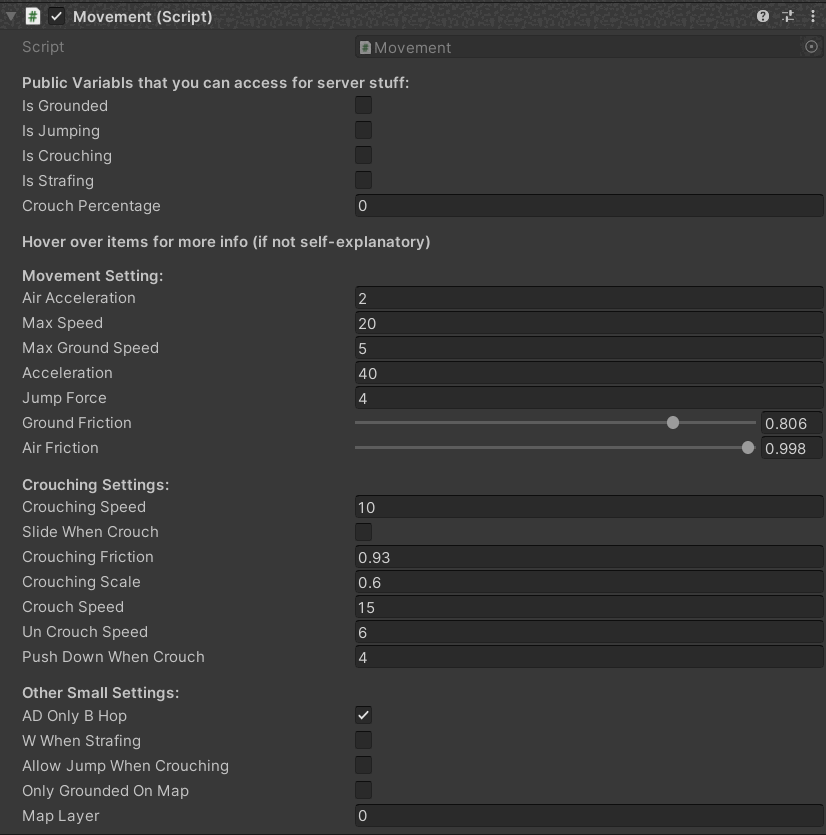 Movement (Script)
Script Movement
Public Variabls that you can access for server stuff:
Is Grounded
Is Jumping
Is Crouching
Is Strafing
Crouch Percentage 0
Hover over items for more info (if not self-explanatory)
Movement Setting:
Air Acceleration 2
Max Speed 20
Max Ground Speed 5
Acceleration 40
Jump Force 4
Ground Friction 0.806
Air Friction 0.998
Crouching Settings:
Crouching Speed 10
Slide When Crouch
Crouching Friction 0.93
Crouching Scale 0.6
Crouch Speed 15
Un Crouch Speed 6
Push Down When Crouch 4
Other Small Settings:
AD Only B Hop
W When Strafing
Allow Jump When Crouching
Only Grounded On Map
Map Layer 0